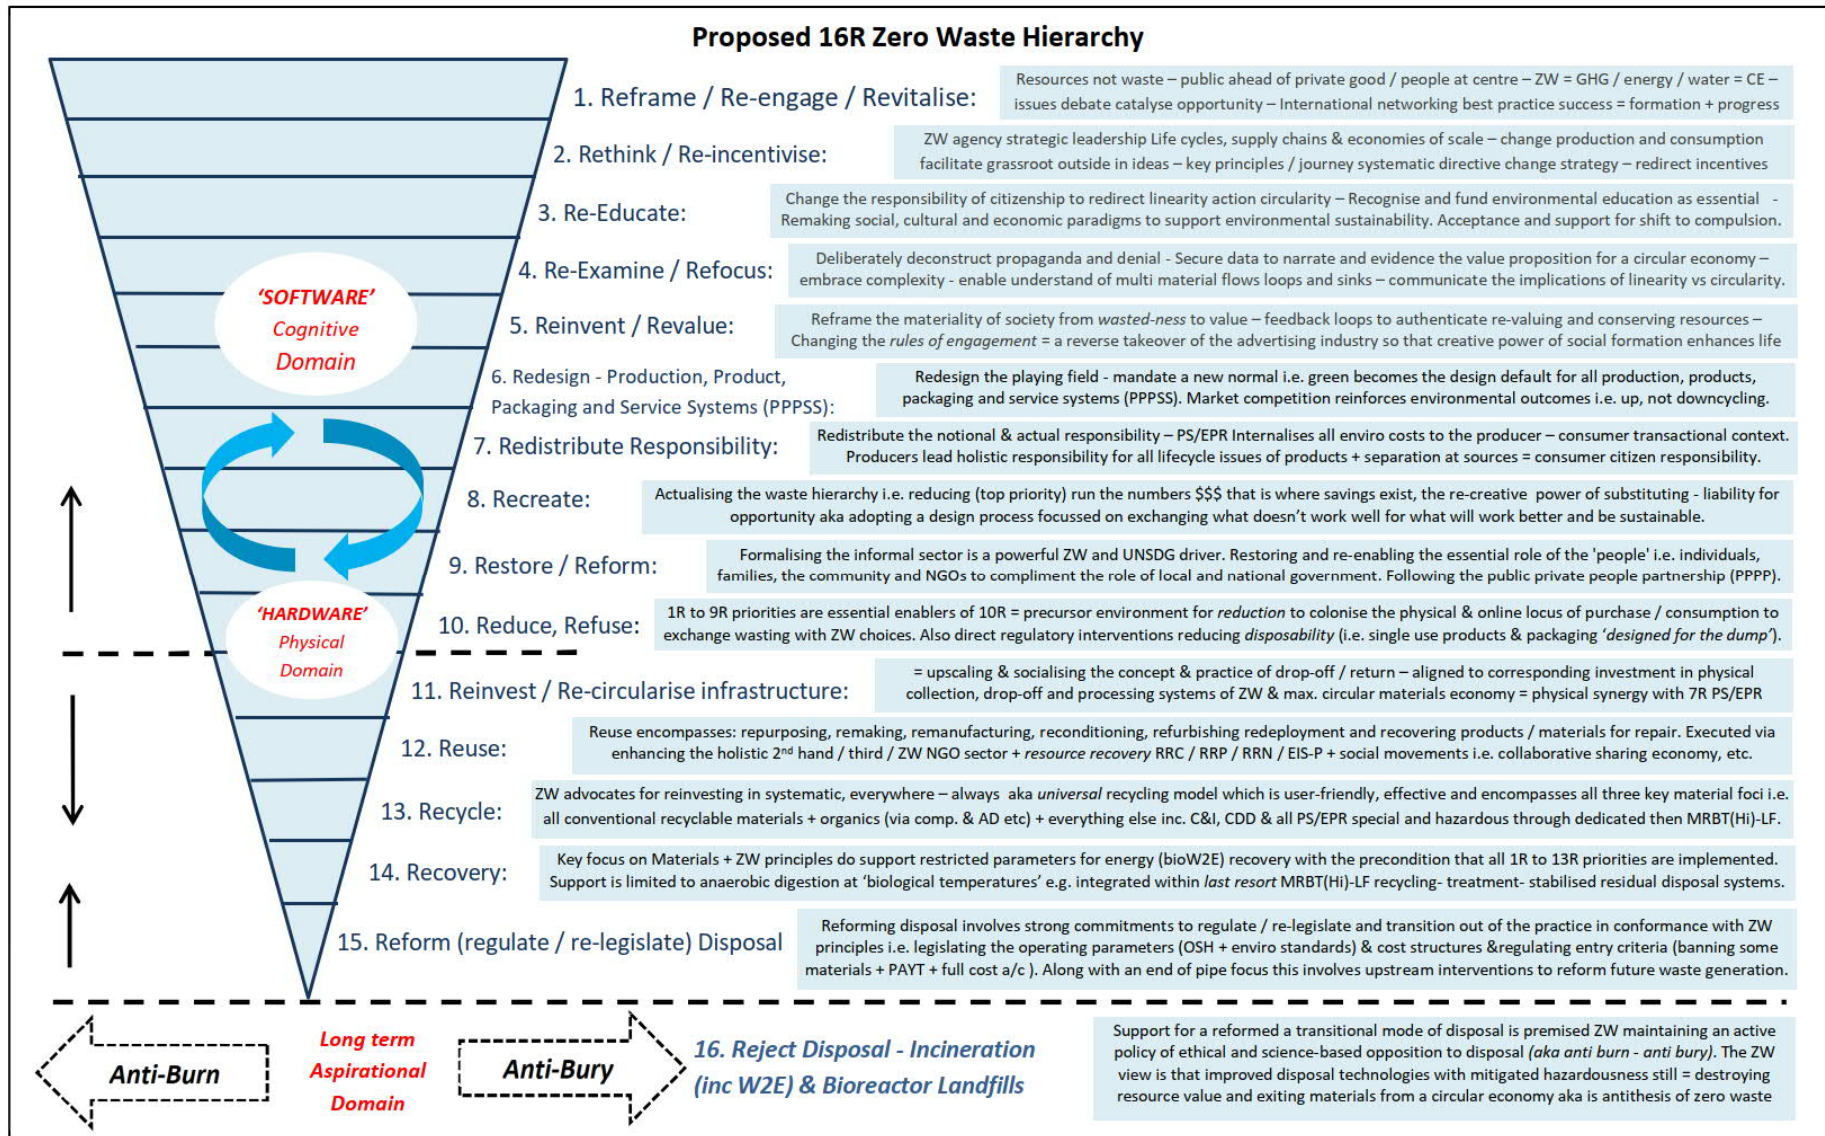 Proposed 16R Zero Waste Hierarchy
1. Reframe / Re-engage / Revitalise:
Resources not waste – public ahead of private good / people at centre – ZW = GHG / energy / water = CE –
issues debate catalyse opportunity – International networking best practice success = formation + progress
2. Rethink / Re-incentivise:
ZW agency strategic leadership Life cycles, supply chains & economies of scale – change production and consumption
facilitate grassroot outside in ideas – key principles / journey systematic directive change strategy – redirect incentives
3. Re-Educate:
Change the responsibility of citizenship to redirect linearity action circularity – Recognise and fund environmental education as essential -
Remaking social, cultural and economic paradigms to support environmental sustainability. Acceptance and support for shift to compulsion.
4. Re-Examine / Refocus:
Deliberately deconstruct propaganda and denial - Secure data to narrate and evidence the value proposition for a circular economy –
embrace complexity - enable understand of multi material flows loops and sinks – communicate the implications of linearity vs circularity.
‘SOFTWARE’
Cognitive
Domain
5. Reinvent / Revalue:
Reframe the materiality of society from wasted-ness to value – feedback loops to authenticate re-valuing and conserving resources –
Changing the rules of engagement = a reverse takeover of the advertising industry so that creative power of social formation enhances life
6. Redesign - Production, Product,
Packaging and Service Systems (PPPSS):
Redesign the playing field - mandate a new normal i.e. green becomes the design default for all production, products,
packaging and service systems (PPPSS). Market competition reinforces environmental outcomes i.e. up, not downcycling.
7. Redistribute Responsibility:
Redistribute the notional & actual responsibility – PS/EPR Internalises all enviro costs to the producer – consumer transactional context.
Producers lead holistic responsibility for all lifecycle issues of products + separation at sources = consumer citizen responsibility.
8. Recreate:
Actualising the waste hierarchy i.e. reducing (top priority) run the numbers $$$ that is where savings exist, the re-creative power of substituting - liability for
opportunity aka adopting a design process focussed on exchanging what doesn’t work well for what will work better and be sustainable.
9. Restore / Reform:
Formalising the informal sector is a powerful ZW and UNSDG driver. Restoring and re-enabling the essential role of the 'people' i.e. individuals,
families, the community and NGOs to compliment the role of local and national government. Following the public private people partnership (PPPP).
‘HARDWARE’
Physical
Domain
10. Reduce, Refuse:
1R to 9R priorities are essential enablers of 10R = precursor environment for reduction to colonise the physical & online locus of purchase / consumption to
exchange wasting with ZW choices. Also direct regulatory interventions reducing disposability (i.e. single use products & packaging ‘designed for the dump’).
11. Reinvest / Re-circularise infrastructure:
= upscaling & socialising the concept & practice of drop-off / return – aligned to corresponding investment in physical
collection, drop-off and processing systems of ZW & max. circular materials economy = physical synergy with 7R PS/EPR
12. Reuse:
Reuse encompasses: repurposing, remaking, remanufacturing, reconditioning, refurbishing redeployment and recovering products / materials for repair. Executed via
enhancing the holistic 2nd hand / third / ZW NGO sector + resource recovery RRC / RRP / RRN / EIS-P + social movements i.e. collaborative sharing economy, etc.
13. Recycle:
ZW advocates for reinvesting in systematic, everywhere – always aka universal recycling model which is user-friendly, effective and encompasses all three key material foci i.e.
all conventional recyclable materials + organics (via comp. & AD etc) + everything else inc. C&I, CDD & all PS/EPR special and hazardous through dedicated then MRBT(Hi)-LF.
14. Recovery:
Key focus on Materials + ZW principles do support restricted parameters for energy (bioW2E) recovery with the precondition that all 1R to 13R priorities are implemented.
Support is limited to anaerobic digestion at ‘biological temperatures’ e.g. integrated within last resort MRBT(Hi)-LF recycling- treatment- stabilised residual disposal systems.
15. Reform (regulate / re-legislate) Disposal
Reforming disposal involves strong commitments to regulate / re-legislate and transition out of the practice in conformance with ZW
principles i.e. legislating the operating parameters (OSH + enviro standards) & cost structures &regulating entry criteria (banning some
materials + PAYT + full cost a/c ). Along with an end of pipe focus this involves upstream interventions to reform future waste generation.
Anti-Burn
Long term
Aspirational
Domain
Anti-Bury
16. Reject Disposal - Incineration
(inc W2E) & Bioreactor Landfills
Support for a reformed a transitional mode of disposal is premised ZW maintaining an active
policy of ethical and science-based opposition to disposal (aka anti burn - anti bury). The ZW
view is that improved disposal technologies with mitigated hazardousness still = destroying
resource value and exiting materials from a circular economy aka is antithesis of zero waste